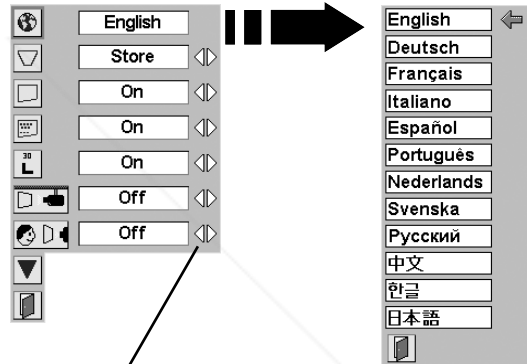 English
Store
On
On
30
L
On
Off
Off
English
Deutsch
Français
Italiano
Español
Português
Nederlands
Svenska
Русский
中文
한글
日本語